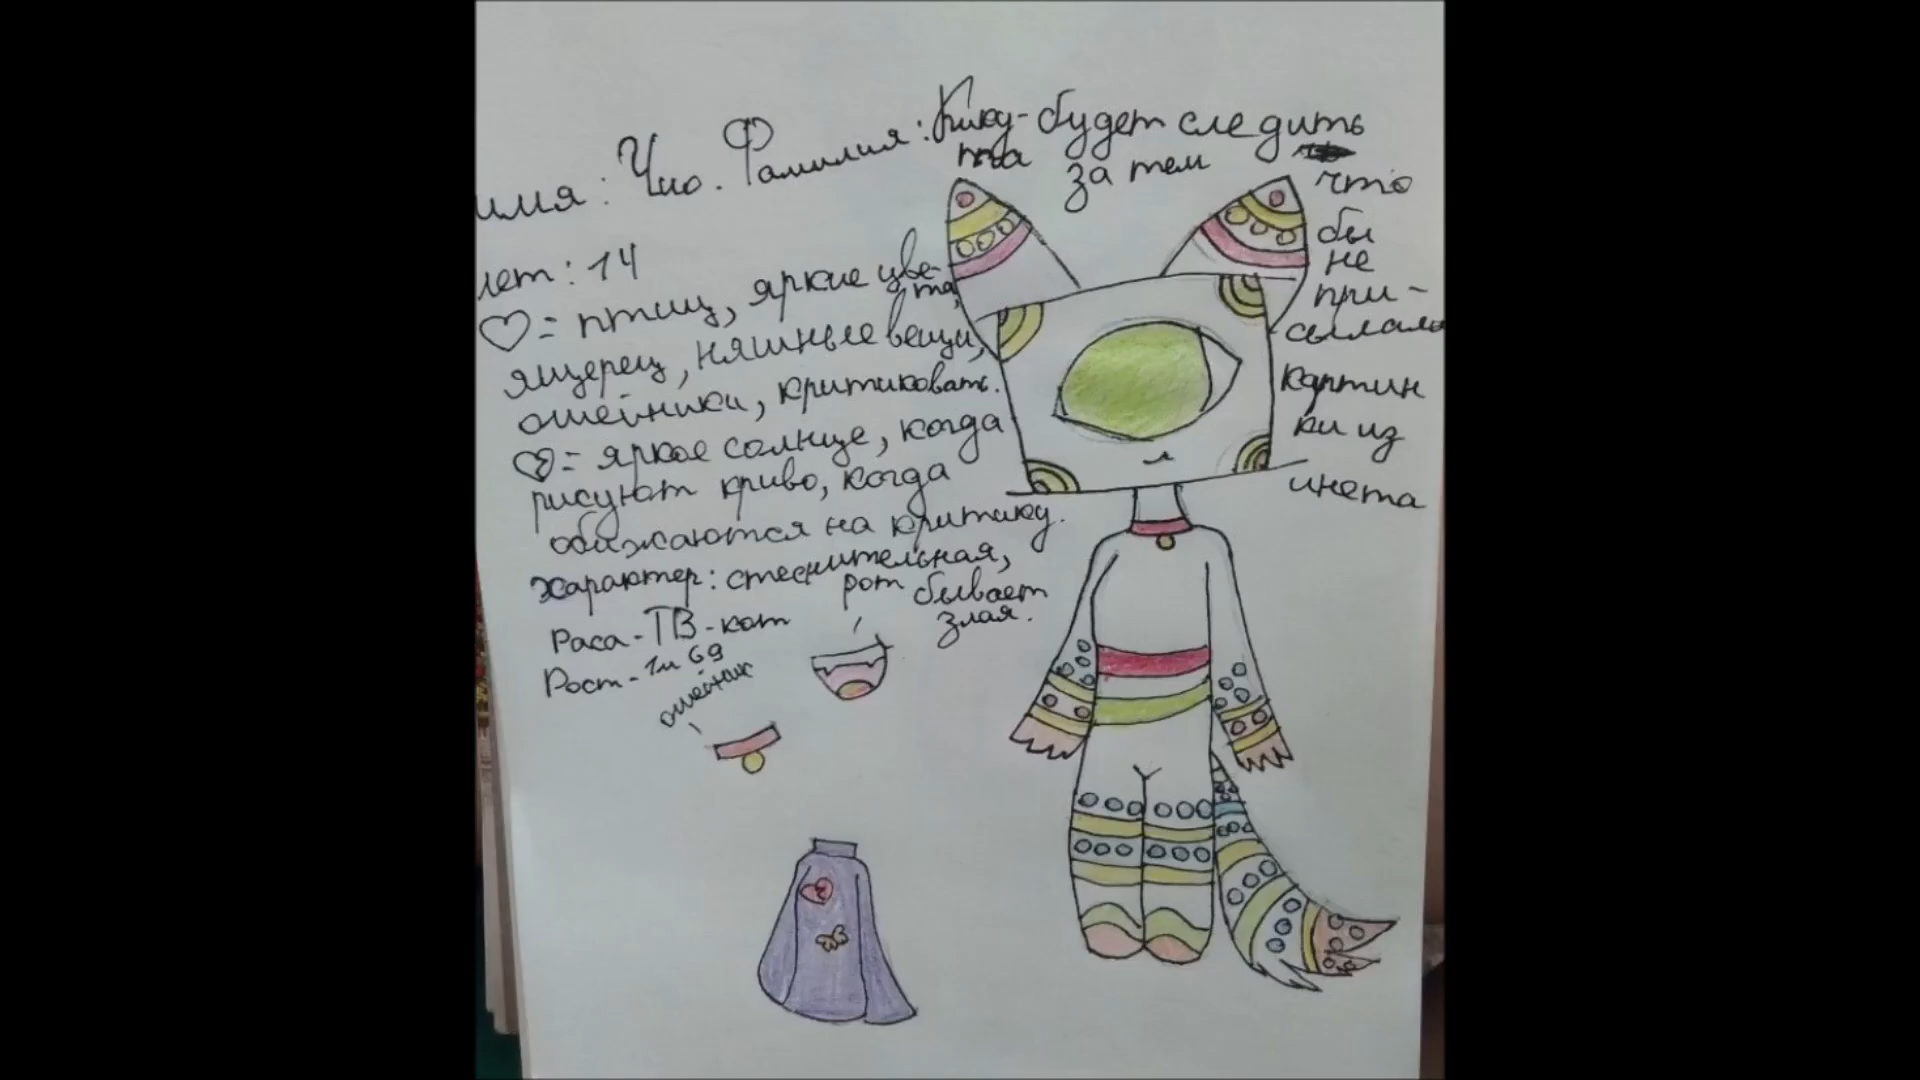 имя: Чио. Фамилия: Кику-
та
будет следить
за тем
что
бы
не
при-
сылали
картин
ки из
инета
лет: 14
= птиц, яркие цве-
та,
ящерец, няшные вещи,
ошейники, критиковать.
= яркое солнце, когда
рисуют криво, когда
обижаются на критику.
характер: стеснительная,
бывает
злая.
рот
Раса-ТВ-кот
Рост-1м 69
ошейник